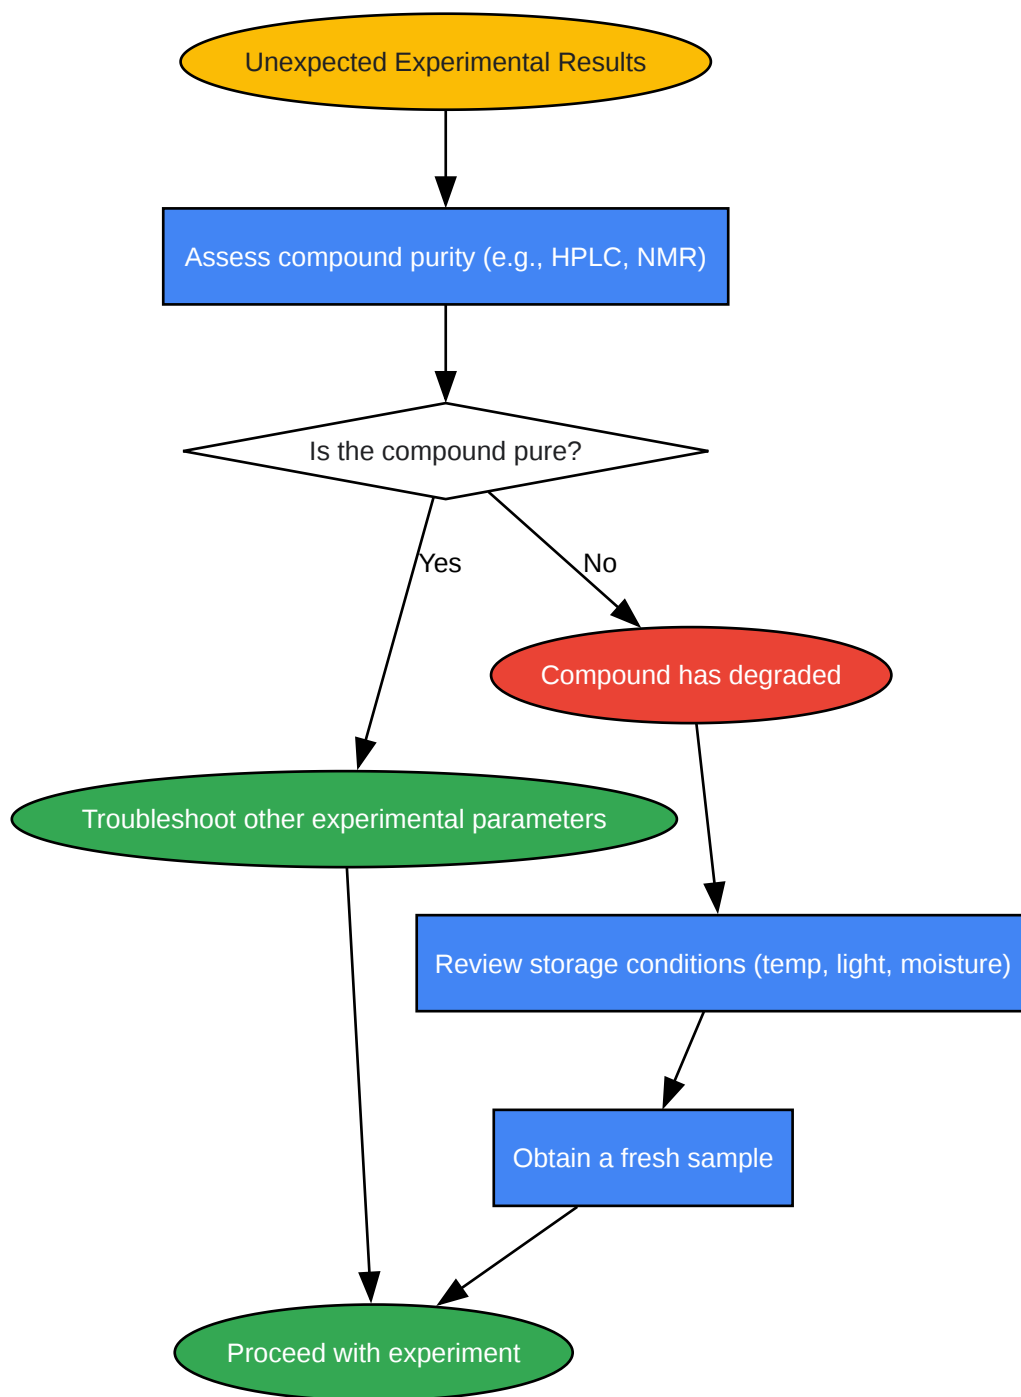 Unexpected Experimental Results
Assess compound purity (e.g., HPLC, NMR)
Is the compound pure?
Yes
No
Compound has degraded
Troubleshoot other experimental parameters
Review storage conditions (temp, light, moisture)
Obtain a fresh sample
Proceed with experiment